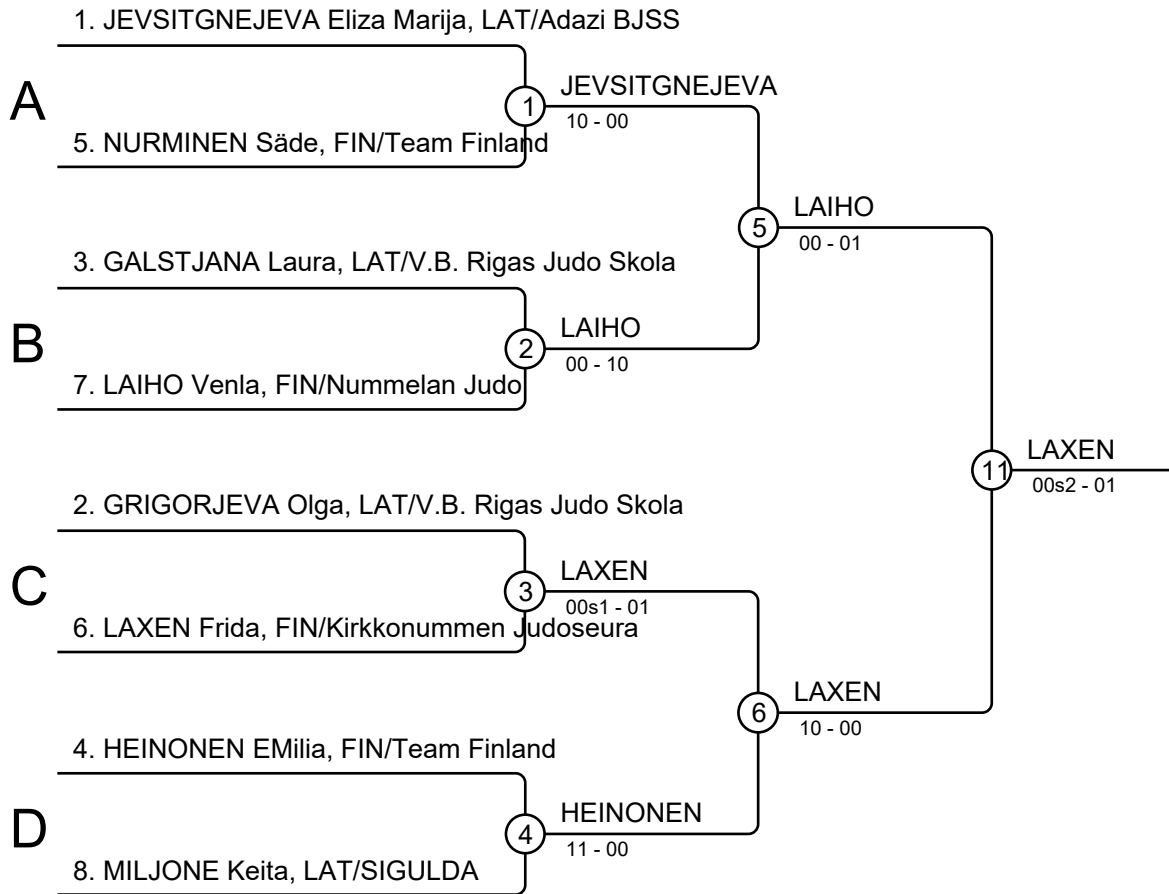 1. JEVSITGNEJEVA Eliza Marija, LAT/Adazi BJSS
A
1
JEVSITGNEJEVA
10 - 00
5. NURMINEN Säde, FIN/Team Finland
5
LAIHO
00 - 01
3. GALSTJANA Laura, LAT/V.B. Rigas Judo Skola
B
2
LAIHO
00 - 10
7. LAIHO Venla, FIN/Nummelan Judo
11
LAXEN
00s2 - 01
2. GRIGORJEVA Olga, LAT/V.B. Rigas Judo Skola
C
3
LAXEN
00s1 - 01
6. LAXEN Frida, FIN/Kirkkonummen Judoseura
6
LAXEN
10 - 00
4. HEINONEN EMilia, FIN/Team Finland
D
4
HEINONEN
11 - 00
8. MILJONE Keita, LAT/SIGULDA